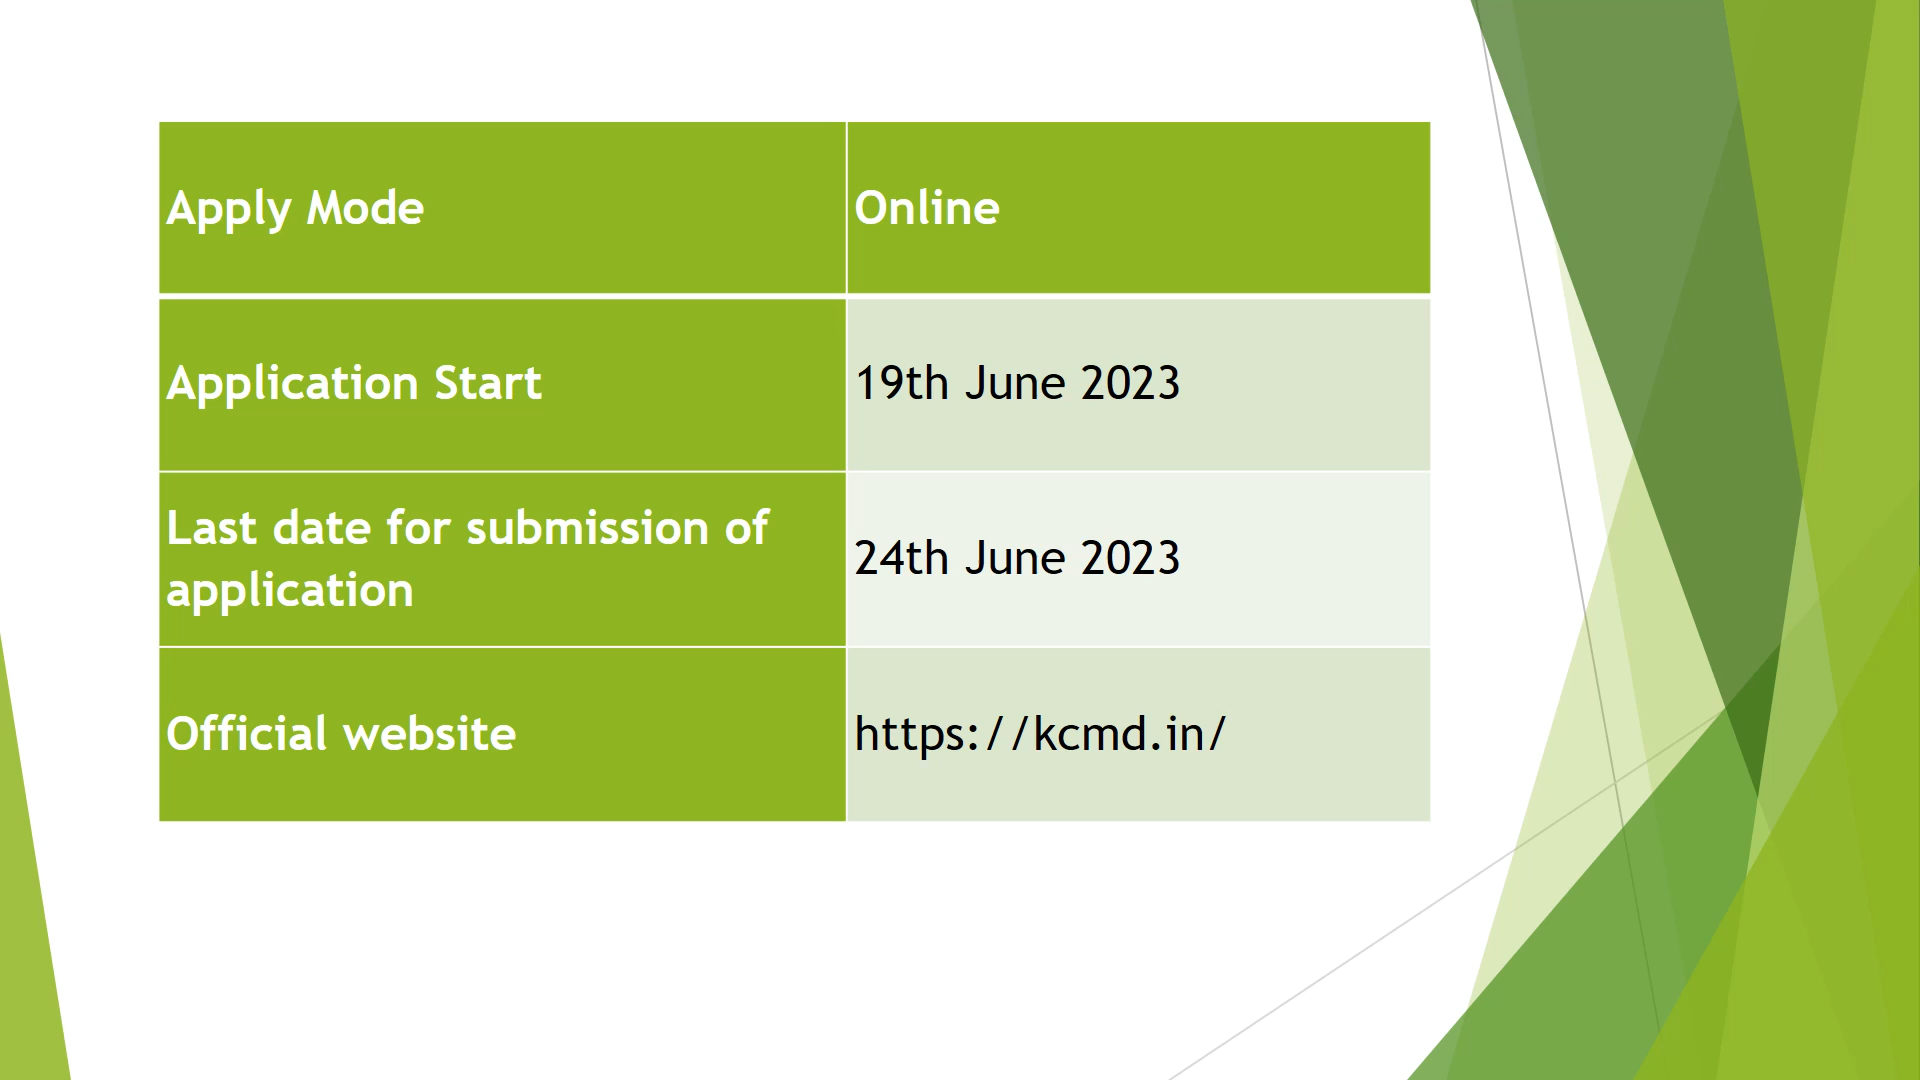 Apply Mode
Online
Application Start
19th June 2023
Last date for submission of
application
24th June 2023
Official website
https://kcmd.in/